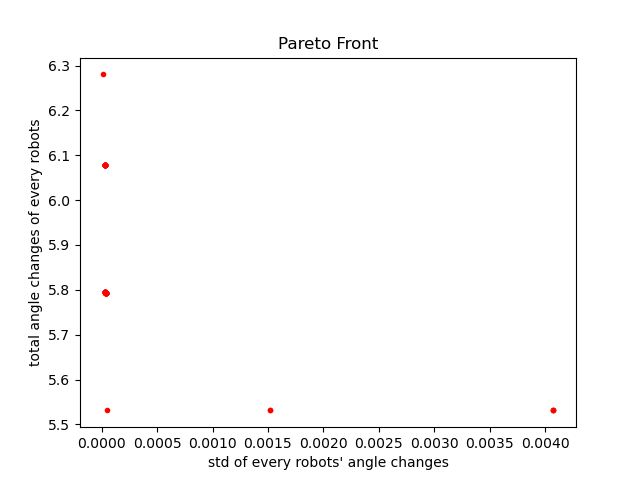 Pareto Front
total angle changes of every robots
6.3
6.2
6.1
6.0
5.9
5.8
5.7
5.6
5.5
0.0000 0.0005 0.0010 0.0015 0.0020 0.0025 0.0030 0.0035 0.0040
std of every robots' angle changes